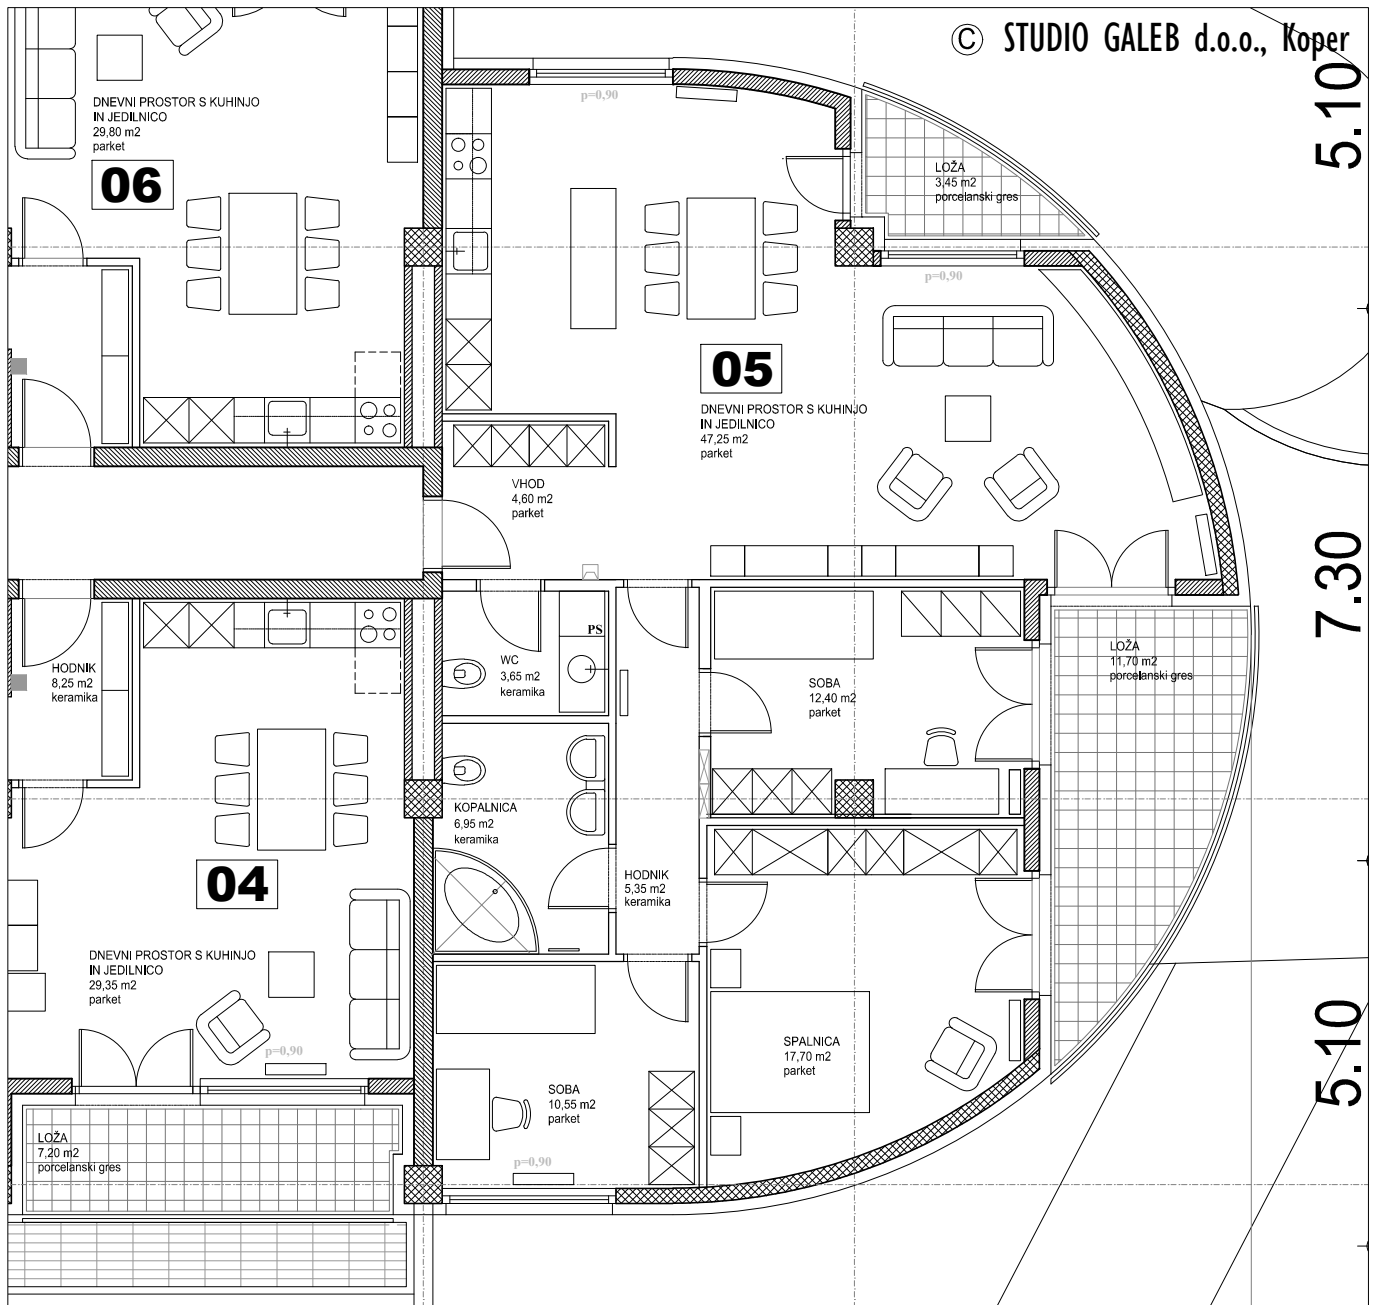 © STUDIO GALEB d.o.o., Koper
DNEVNI PROSTOR S KUHINJO
IN JEDILNICO
29,80 m2
parket
06
p=0,90
LOŽA
3,45 m2
porcelanski gres
5.10
p=0,90
05
DNEVNI PROSTOR S KUHINJO
IN JEDILNICO
47,25 m2
parket
VHOD
4,60 m2
parket
7.30
HODNIK
8,25 m2
keramika
PS
WC
3,65 m2
keramika
SOBA
12,40 m2
parket
LOŽA
11,70 m2
porcelanski gres
KOPALNICA
6,95 m2
keramika
04
HODNIK
5,35 m2
keramika
DNEVNI PROSTOR S KUHINJO
IN JEDILNICO
29,35 m2
parket
p=0,90
SPALNICA
17,70 m2
parket
5.10
SOBA
10,55 m2
parket
p=0,90
LOŽA
7,20 m2
porcelanski gres